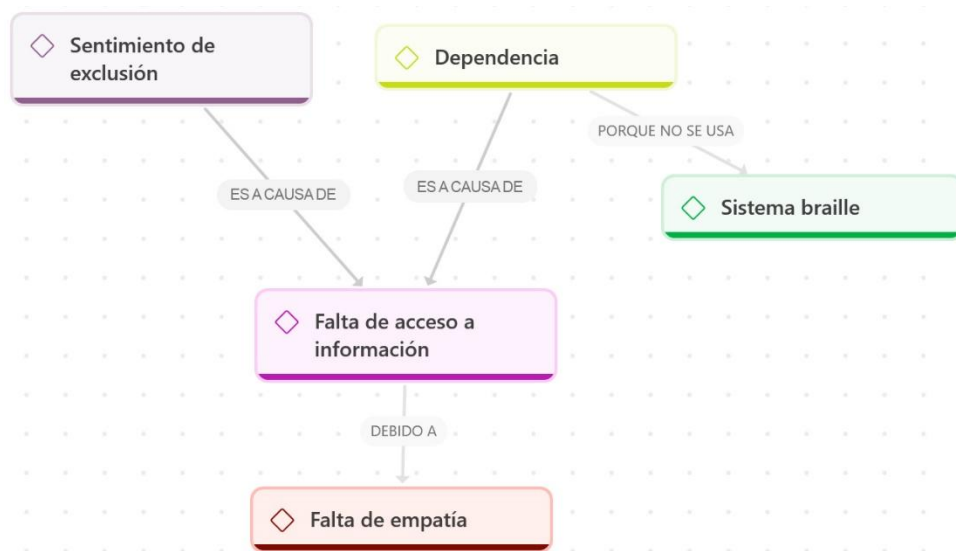 Sentimiento de
exclusión
Dependencia
PORQUE NO SE USA
ES A CAUSA DE
ES A CAUSA DE
Sistema braille
Falta de acceso a
información
DEBIDO A
Falta de empatía